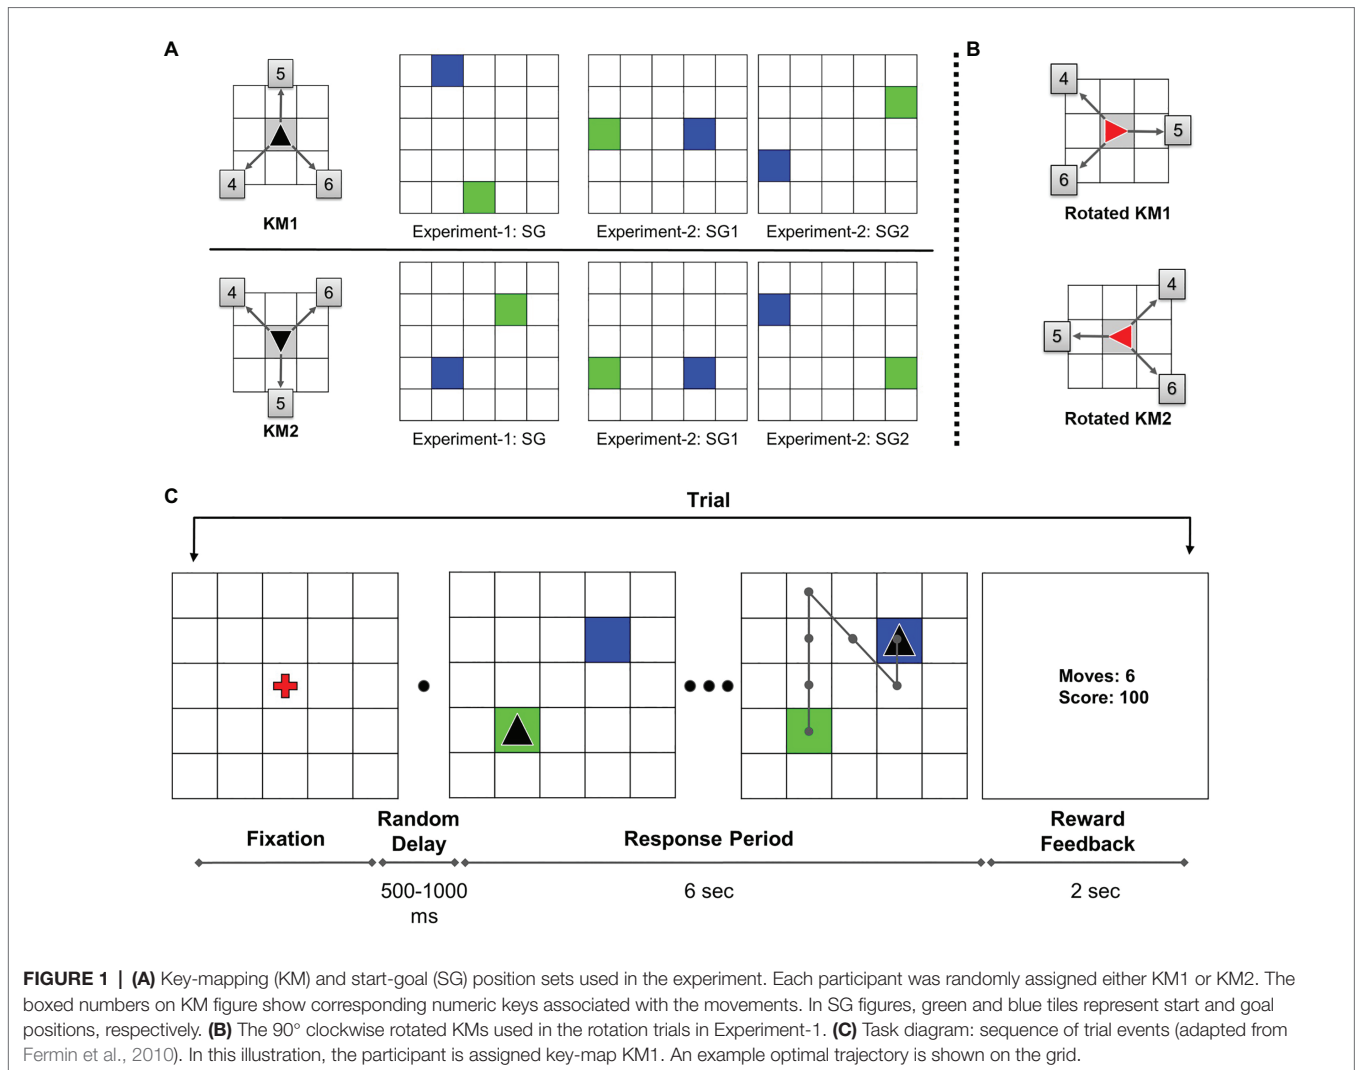 A
B
5
4
6
KM1
Experiment-1: SG
Experiment-2: SG1
Experiment-2: SG2
4
5
6
Rotated KM1
4
6
5
KM2
Experiment-1: SG
Experiment-2: SG1
Experiment-2: SG2
4
5
6
Rotated KM2
C
Trial
Moves: 6
Score: 100
Fixation
Random
Delay
Response Period
Reward
Feedback
500-1000
ms
6 sec
2 sec
FIGURE 1 | (A) Key-mapping (KM) and start-goal (SG) position sets used in the experiment. Each participant was randomly assigned either KM1 or KM2. The
boxed numbers on KM figure show corresponding numeric keys associated with the movements. In SG figures, green and blue tiles represent start and goal
positions, respectively. (B) The 90° clockwise rotated KMs used in the rotation trials in Experiment-1. (C) Task diagram: sequence of trial events (adapted from
Fermin et al., 2010). In this illustration, the participant is assigned key-map KM1. An example optimal trajectory is shown on the grid.